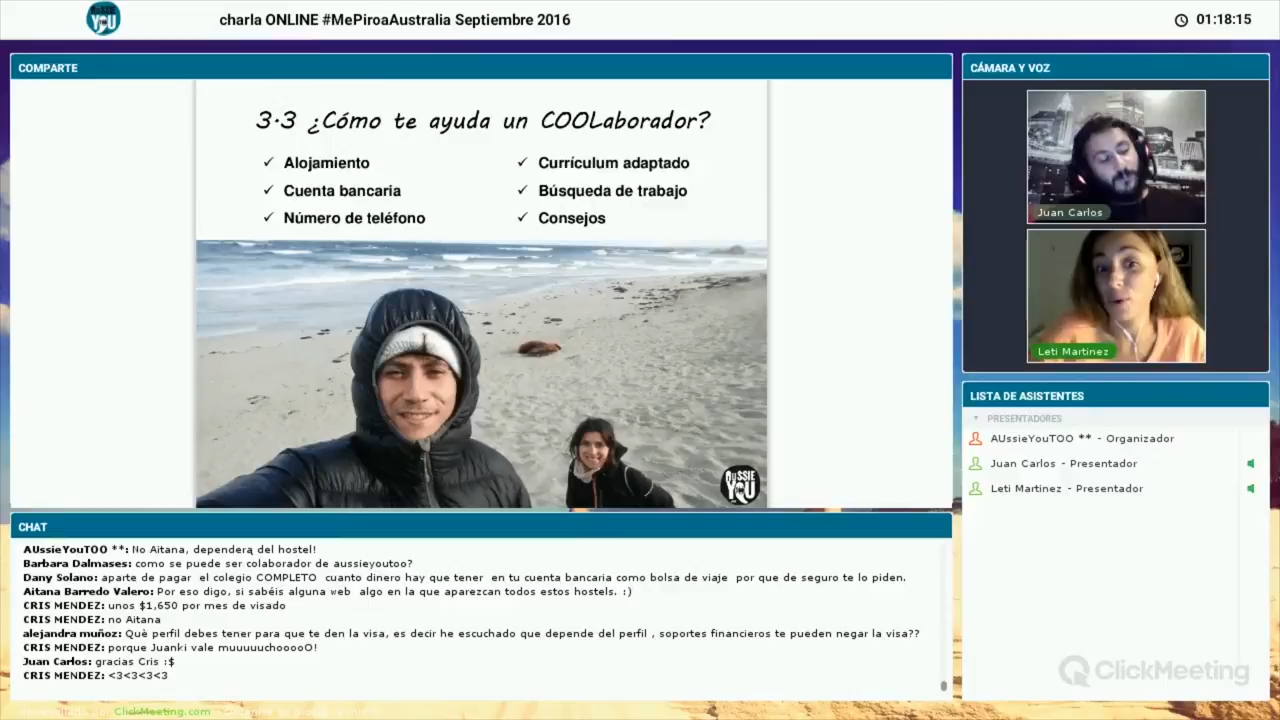 AUSSIE YOU
charla ONLINE #MePiroaAustralia Septiembre 2016
01:18:15
COMPARTE
3·3 ¿Cómo te ayuda un COOLaborador?
✓ Alojamiento
✓ Cuenta bancaria
✓ Número de teléfono
✓ Currículum adaptado
✓ Búsqueda de trabajo
✓ Consejos
AUSSIE YOU
CÁMARA Y VOZ
Juan Carlos
Leti Martinez
LISTA DE ASISTENTES
PRESENTADORES
AUssieYouTOO ** - Organizador
Juan Carlos - Presentador
Leti Martinez - Presentador
CHAT
AUssieYouTOO **: No Aitana, dependerą del hostel!
Barbara Dalmases: como se puede ser colaborador de aussieyoutoo?
Dany Solano: aparte de pagar el colegio COMPLETO cuanto dinero hay que tener en tu cuenta bancaria como bolsa de viaje por que de seguro te lo piden.
Aitana Barredo Valero: Por eso digo, si sabéis alguna web algo en la que aparezcan todos estos hostels. :)
CRIS MENDEZ: unos $1,650 por mes de visado
CRIS MENDEZ: no Aitana
alejandra muñoz: Què perfil debes tener para que te den la visa, es decir he escuchado que depende del perfil , soportes financieros te pueden negar la visa??
CRIS MENDEZ: porque Juanki vale muuuuuchooooO!
Juan Carlos: gracias Cris :$
CRIS MENDEZ: <3<3<3<3
ClickMeeting
ClickMeeting.com